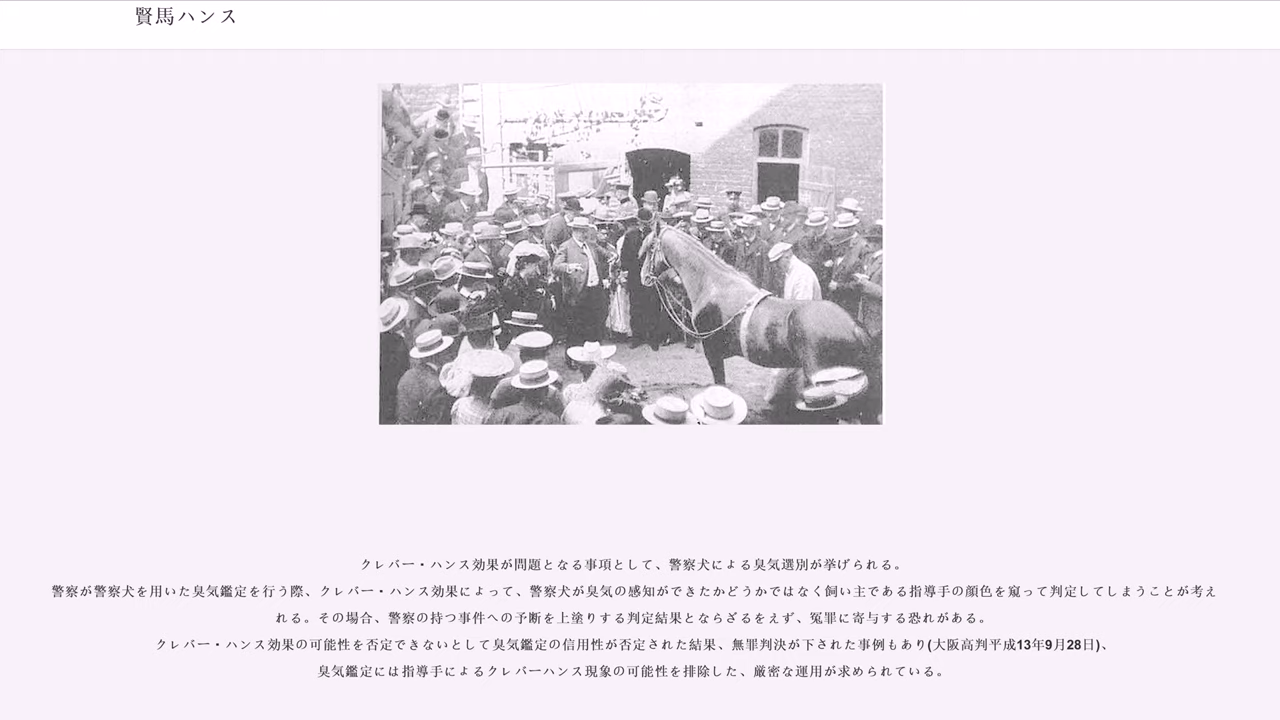 賢馬ハンス
クレバー・ハンス効果が問題となる事項として、警察犬による臭気選別が挙げられる。
警察が警察犬を用いた臭気鑑定を行う際、クレバー・ハンス効果によって、警察犬が臭気の感知ができたかどうかではなく飼い主である指導手の顔色を窺って判定してしまうことが考え
れる。その場合、警察の持つ事件への予断を上塗りする判定結果とならざるをえず、冤罪に寄与する恐れがある。
クレバー・ハンス効果の可能性を否定できないとして臭気鑑定の信用性が否定された結果、無罪判決が下された事例もあり(大阪高判平成13年9月28日)、
臭気鑑定には指導手によるクレバーハンス現象の可能性を排除した、厳密な運用が求められている。